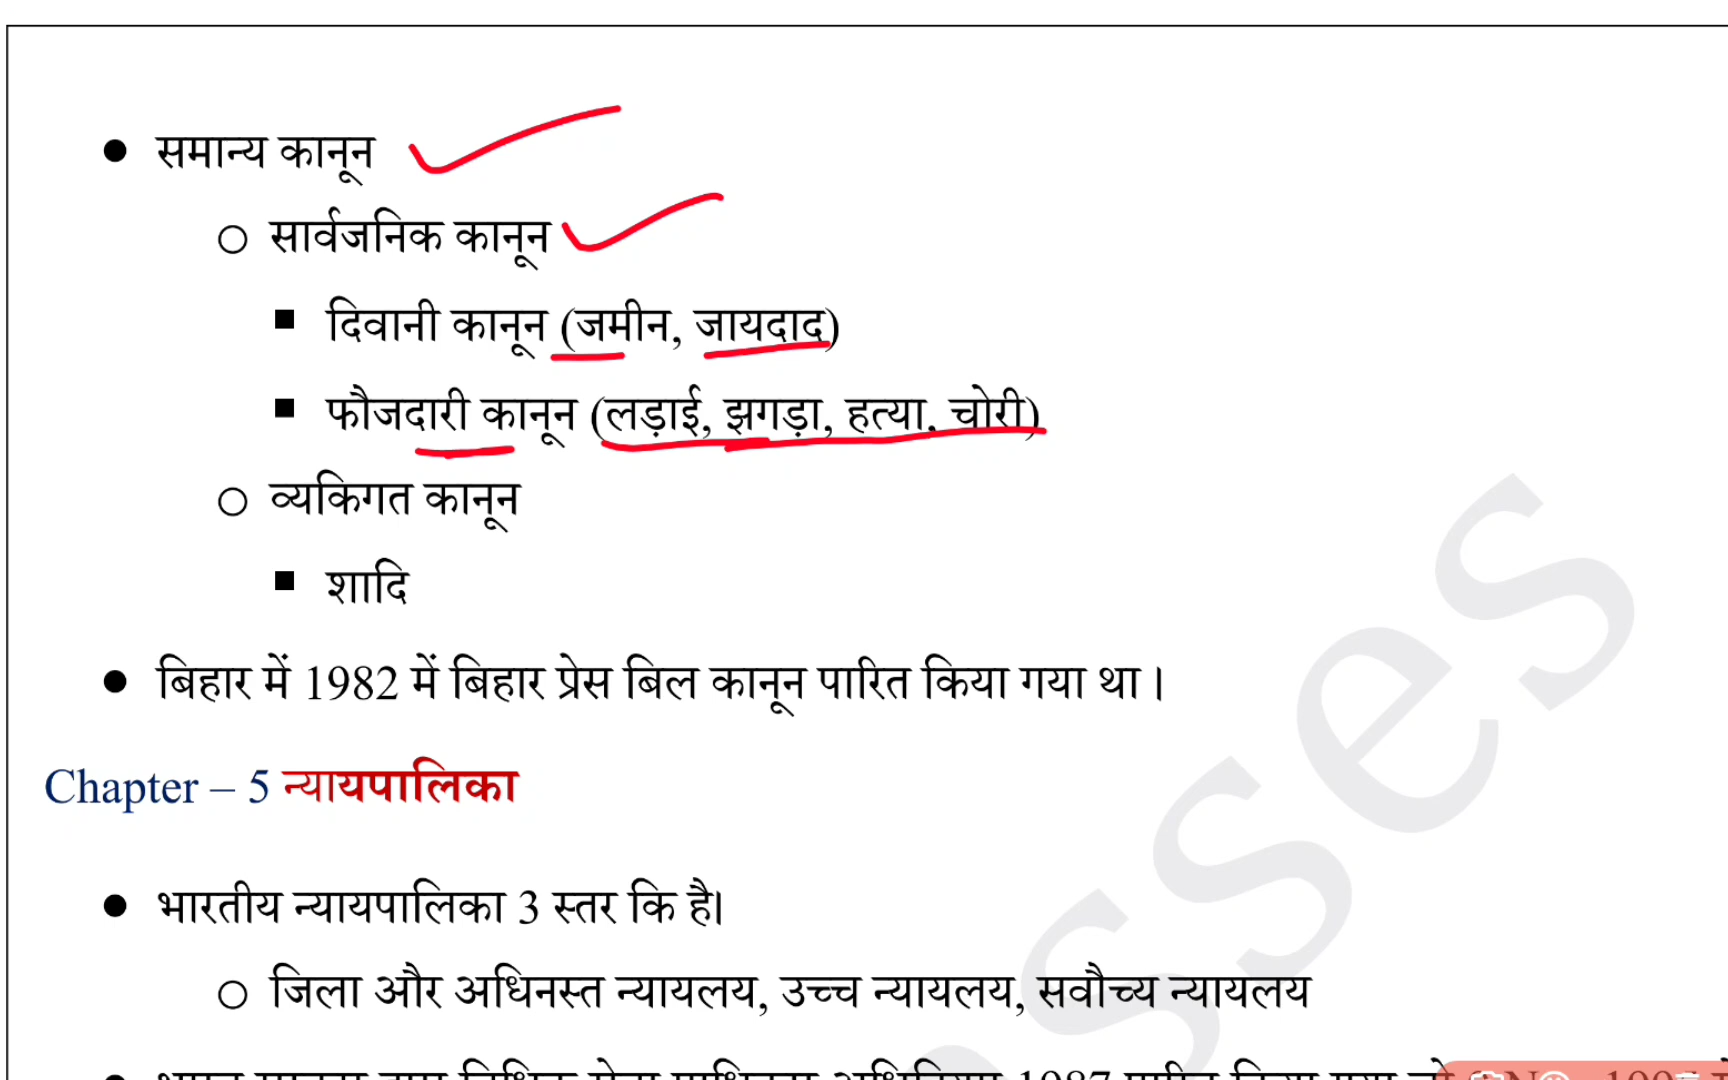 ● समान्य कानून
○ सार्वजनिक कानून
■ दिवानी कानून (जमीन, जायदाद)
■ फौजदारी कानून (लड़ाई, झगड़ा, हत्या, चोरी)
○ व्यकिगत कानून
■ शादि
● बिहार में 1982 में बिहार प्रेस बिल कानून पारित किया गया था।
Chapter – 5 न्यायपालिका
● भारतीय न्यायपालिका 3 स्तर कि है।
○ जिला और अधिनस्त न्यायलय, उच्च न्यायलय, सवौच्य न्यायलय